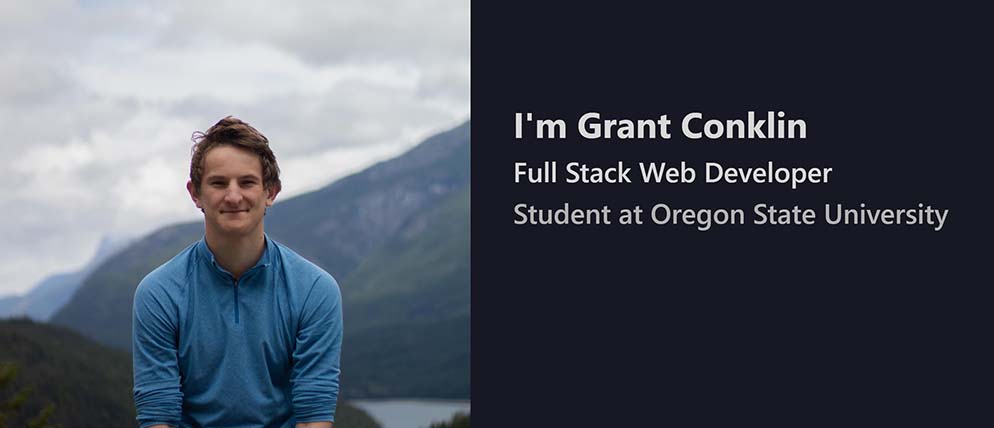 I'm Grant Conklin
Full Stack Web Developer
Student at Oregon State University